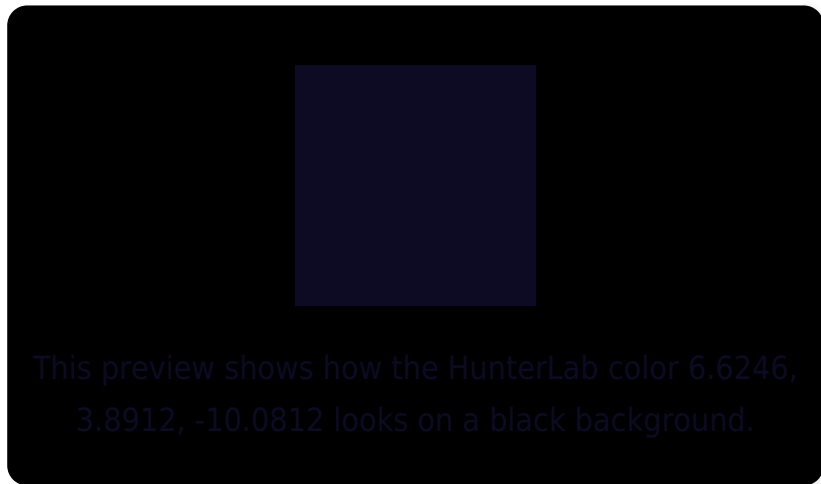 This preview shows how the HunterLab color 6.6246,
3.8912, -10.0812 looks on a black background.